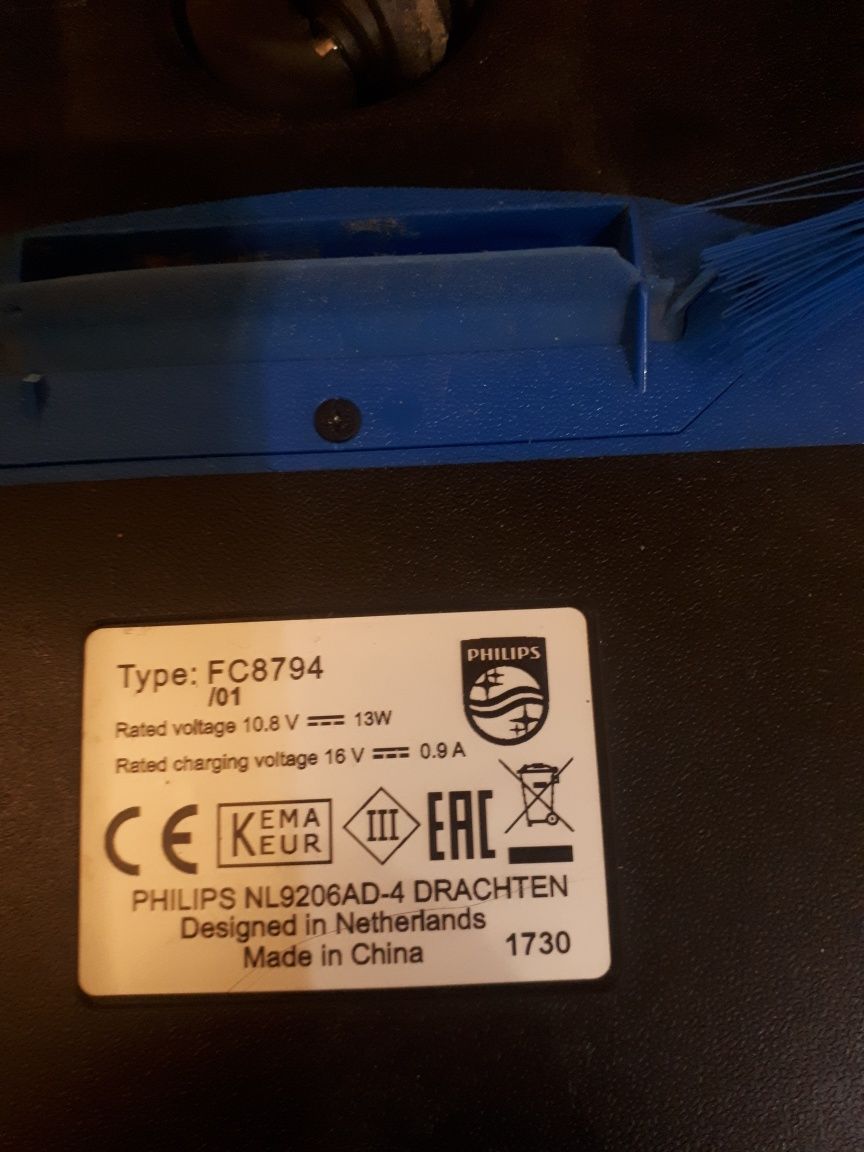 PHILIPS
Type: FC8794
/01
Rated voltage 10.8 V ⎓ 13W
Rated charging voltage 16 V ⎓ 0.9 A
CE KEMA KEUR III EAC
PHILIPS NL9206AD-4 DRACHTEN
Designed in Netherlands
Made in China 1730